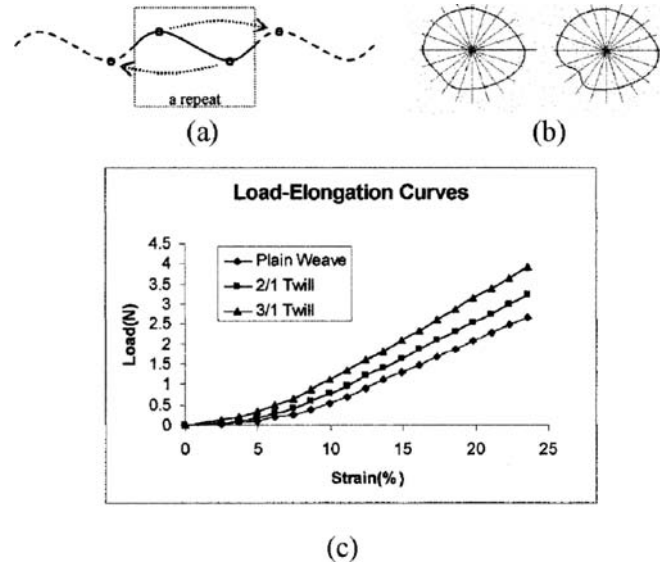 a repeat
(a)
(b)
Load-Elongation Curves
Load(N)
4.5
4
3.5
3
2.5
2
1.5
1
0.5
0
Plain Weave
2/1 Twill
3/1 Twill
0 5 10 15 20 25
Strain(%)
(c)